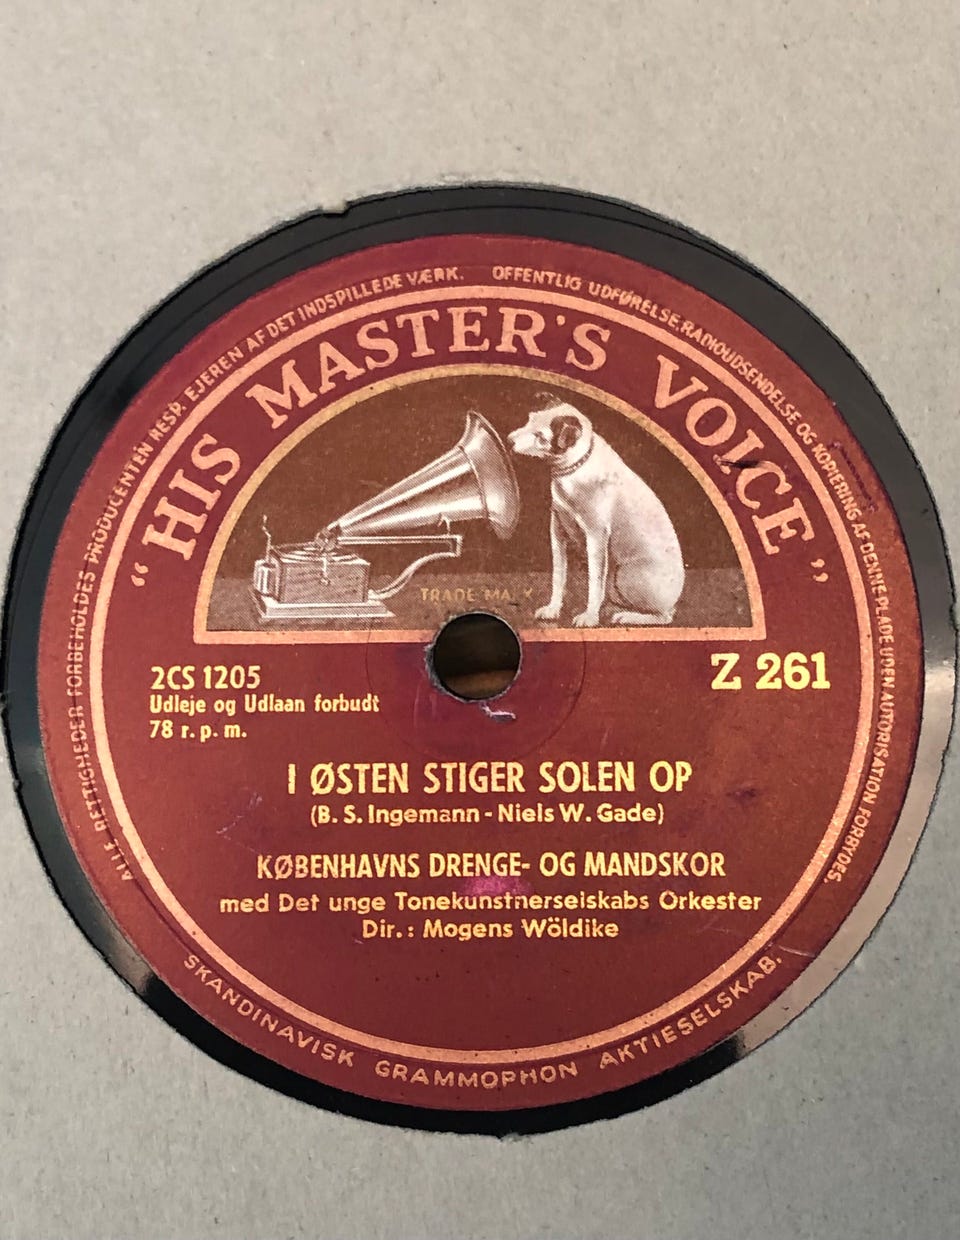 ALLE RETTIGHEDER FORBEHOLDES PRODUCENTEN RESP. EJEREN AF DET INDSPILLEDE VÆRK.
OFFENTLIG UDFØRELSE, RADIOUDSENDELSE OG KOPIERING AF DENNE PLADE UDEN AUTORISATION FORBYDES.
“HIS MASTER'S VOICE”
TRADE MARK
2CS 1205
Z 261
Udleje og Udlaan forbudt
78 r.p.m.
I ØSTEN STIGER SOLEN OP
(B. S. Ingemann - Niels W. Gade)
KØBENHAVNS DRENGE- OG MANDSKOR
med Det unge Tonekunstnerselskabs Orkester
Dir.: Mogens Wöldike
SKANDINAVISK GRAMMOPHON AKTIESELSKAB.